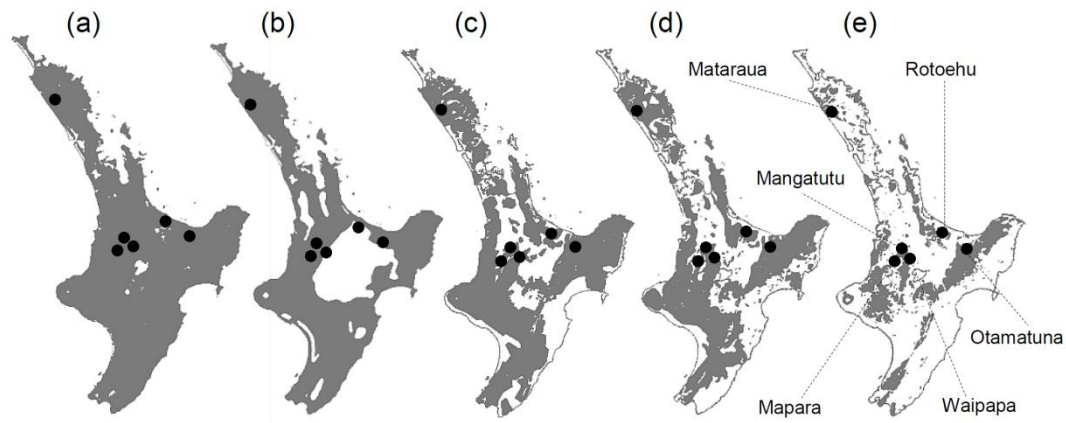 (a)
(b)
(c)
(d)
(e)
Mataraua
Rotoehu
Mangatutu
Otamatuna
Mapara
Waipapa